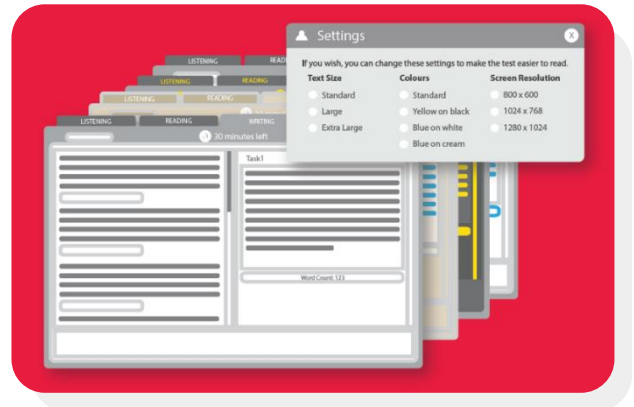 Settings
X
If you wish, you can change these settings to make the test easier to read.
Text Size Colours Screen Resolution
Standard Standard 800 x 600
Large Yellow on black 1024 x 768
Extra Large Blue on white 1280 x 1024
Blue on cream
LISTENING READING
LISTENING READING
LISTENING READING
LISTENING READING WRITING
30 minutes left
Task1
Word Count: 123